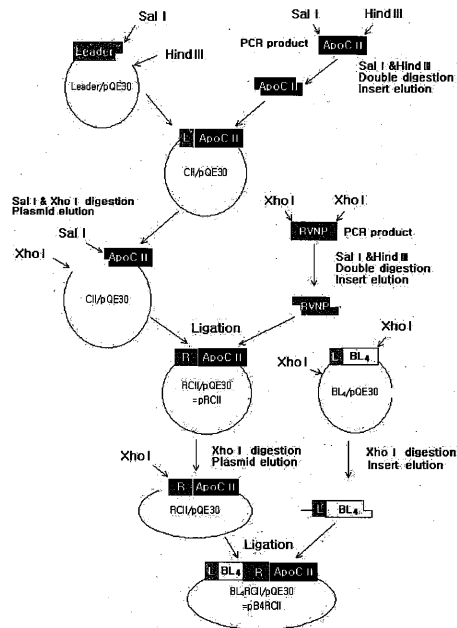 Sal I
Leader
Hind III
Leader/pQE30
Sal I
Hind III
PCR product
ApoC II
Sal I &Hind III
Double digestion
Insert elution
ApoC II
L
ApoC II
CII/pQE30
Sal I & Xho I digestion
Plasmid elution
Sal I
Xho I
ApoC II
CII/pQE30
Xho I
Xho I
RVNP
PCR product
Sal I &Hind III
Double digestion
Insert elution
RVNP
Ligation
R
ApoC II
RCII/pQE30
=pRCII
Xho I
L
BL4
Xho I
BL4/pQE30
Xho I digestion
Plasmid elution
Xho I
R
ApoC II
RCII/pQE30
Xho I digestion
Insert elution
L
BL4
Ligation
L
BL4
R
ApoC II
BL4RCII/pQE30
=pB4RCII